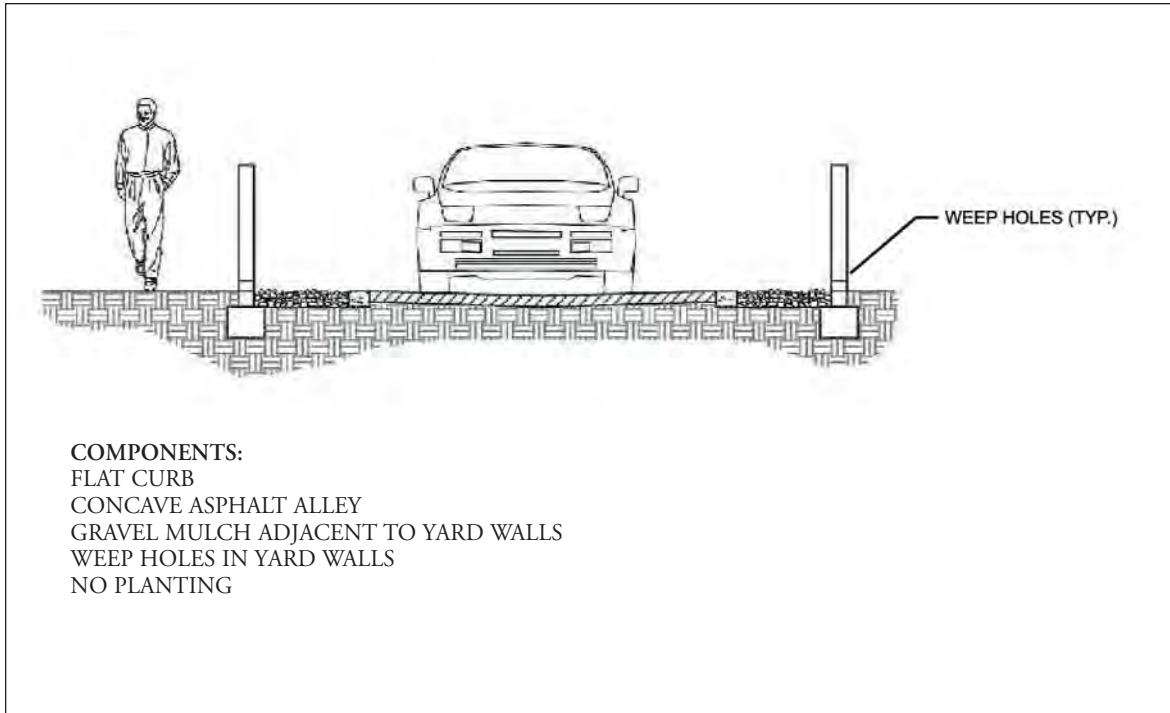 WEEP HOLES (TYP.)
COMPONENTS:
FLAT CURB
CONCAVE ASPHALT ALLEY
GRAVEL MULCH ADJACENT TO YARD WALLS
WEEP HOLES IN YARD WALLS
NO PLANTING